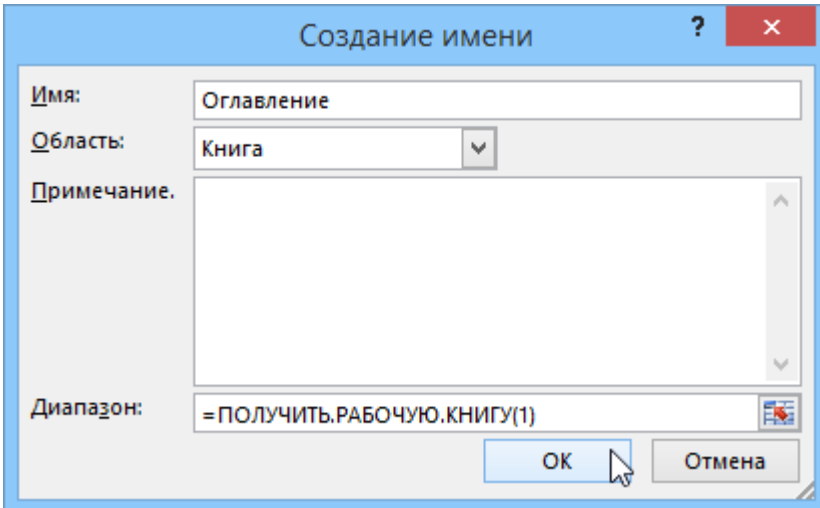 Создание имени ? ×
Имя: Оглавление
Область: Книга
Примечание.
Диапазон: =ПОЛУЧИТЬ.РАБОЧУЮ.КНИГУ(1)
ОК Отмена